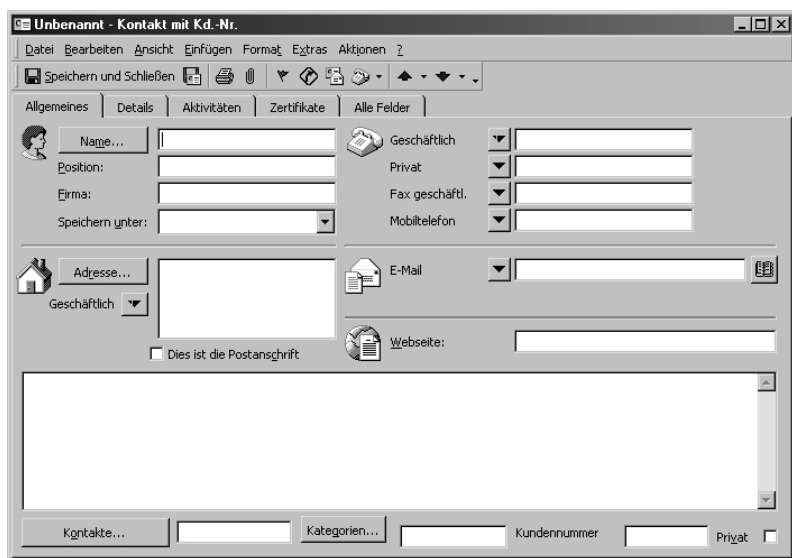 Unbenannt - Kontakt mit Kd.-Nr.
Datei Bearbeiten Ansicht Einfügen Format Extras Aktionen ?
Speichern und Schließen
Allgemeines Details Aktivitäten Zertifikate Alle Felder
Name...
Position:
Firma:
Speichern unter:
Geschäftlich
Privat
Fax geschäftl.
Mobiltelefon
Adresse...
Geschäftlich
Dies ist die Postanschrift
E-Mail
Webseite:
Kontakte... Kategorien... Kundennummer Privat